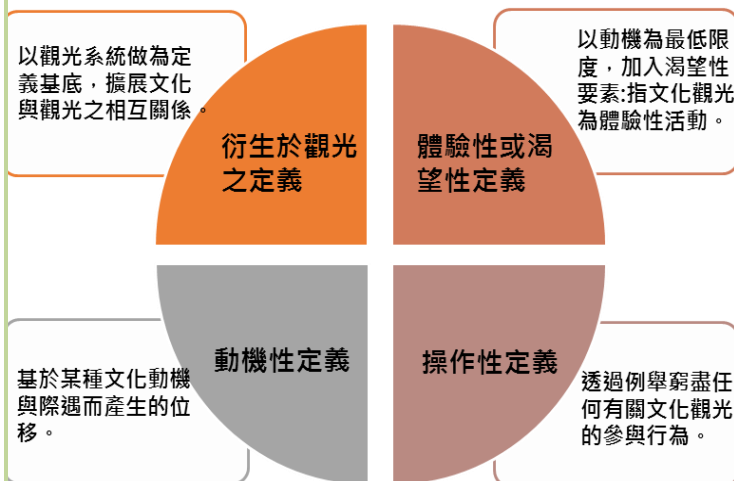 以觀光系統做為定
義基底，擴展文化
與觀光之相互關係。
衍生於觀光
之定義
以動機為最低限
度，加入渴望性
要素:指文化觀光
為體驗性活動。
體驗性或渴
望性定義
基於某種文化動機
與際遇而產生的位
移。
動機性定義
操作性定義
透過例舉窮盡任
何有關文化觀光
的參與行為。